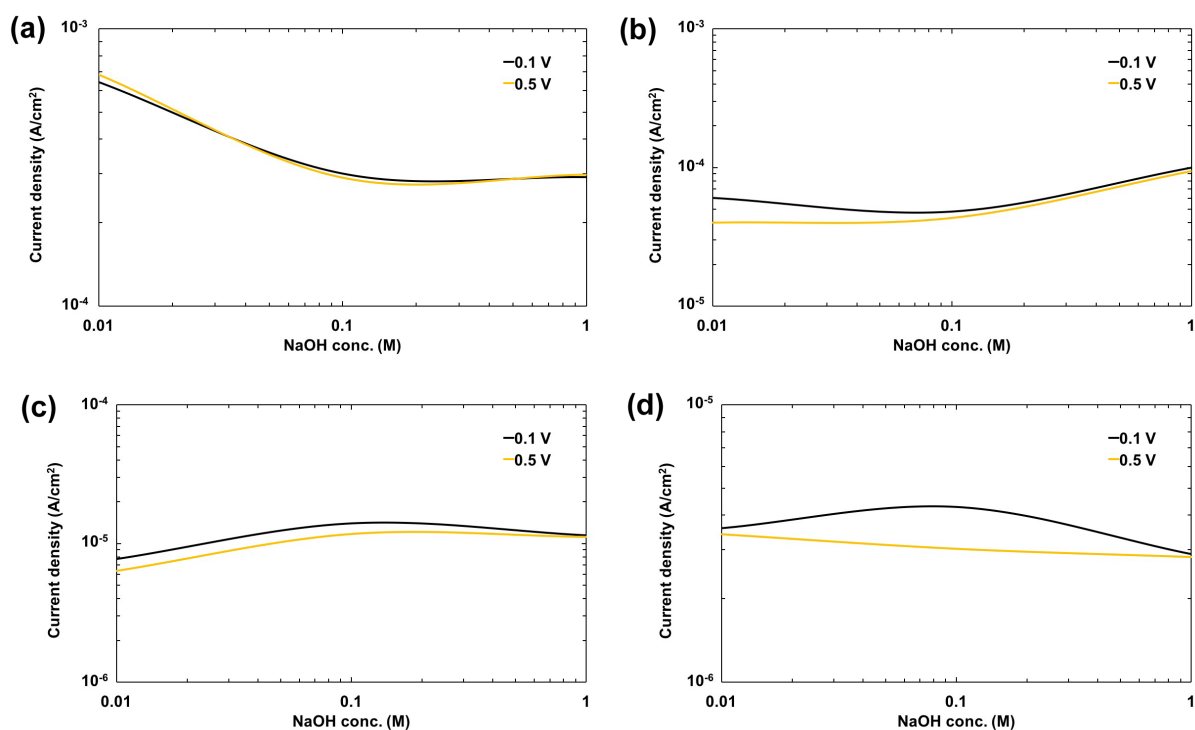 (a)
10⁻³
0.1 V
0.5 V
Current density (A/cm²)
10⁻⁴
0.01
0.1
1
NaOH conc. (M)
(b)
10⁻³
0.1 V
0.5 V
Current density (A/cm²)
10⁻⁴
10⁻⁵
0.01
0.1
1
NaOH conc. (M)
(c)
10⁻⁴
0.1 V
0.5 V
Current density (A/cm²)
10⁻⁵
10⁻⁶
0.01
0.1
1
NaOH conc. (M)
(d)
10⁻⁵
0.1 V
0.5 V
Current density (A/cm²)
10⁻⁶
0.01
0.1
1
NaOH conc. (M)